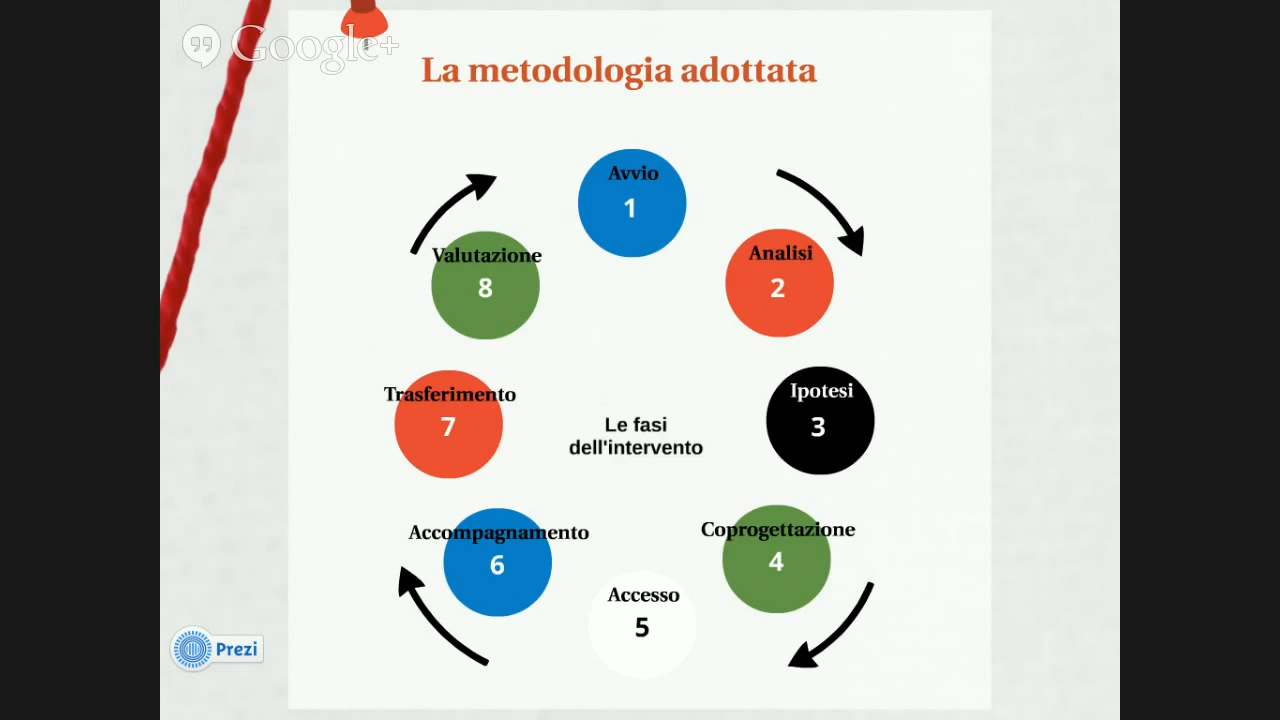 Google+
La metodologia adottata
Avvio
1
Analisi
2
Ipotesi
3
Coprogettazione
4
Accesso
5
Accompagnamento
6
Trasferimento
7
Valutazione
8
Le fasi
dell'intervento
Prezi